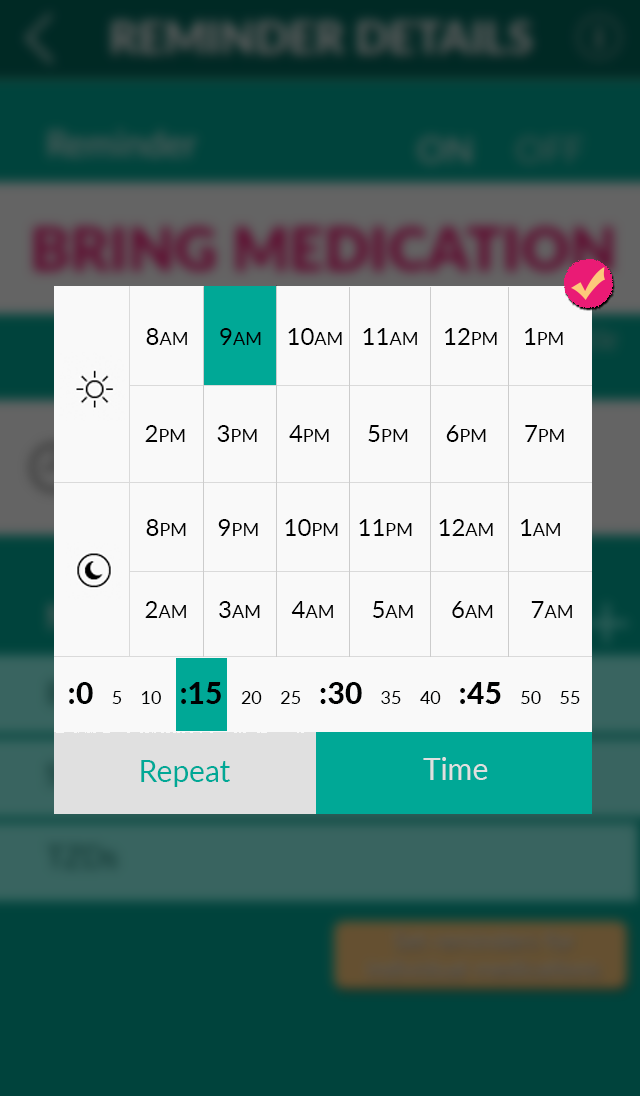 REMINDER DETAILS
Reminder ON OFF
BRING MEDICATION
8AM 9AM 10AM 11AM 12PM 1PM
2PM 3PM 4PM 5PM 6PM 7PM
8PM 9PM 10PM 11PM 12AM 1AM
2AM 3AM 4AM 5AM 6AM 7AM
:0 5 10 :15 20 25 :30 35 40 :45 50 55
Repeat Time
TZDs